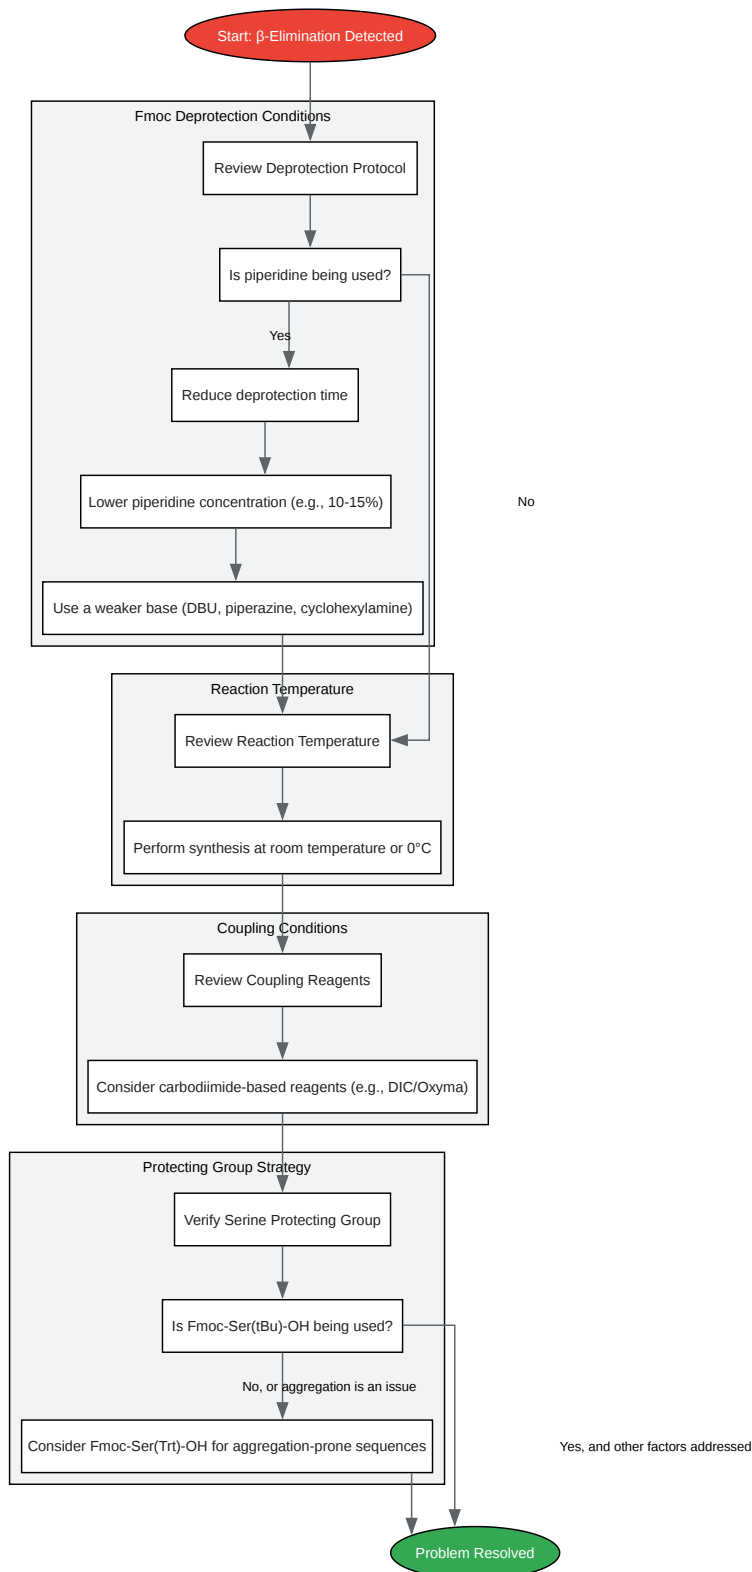 Start: β-Elimination Detected
Fmoc Deprotection Conditions
Review Deprotection Protocol
Is piperidine being used?
Yes
Reduce deprotection time
Lower piperidine concentration (e.g., 10-15%)
No
Use a weaker base (DBU, piperazine, cyclohexylamine)
Reaction Temperature
Review Reaction Temperature
Perform synthesis at room temperature or 0°C
Coupling Conditions
Review Coupling Reagents
Consider carbodiimide-based reagents (e.g., DIC/Oxyma)
Protecting Group Strategy
Verify Serine Protecting Group
Is Fmoc-Ser(tBu)-OH being used?
No, or aggregation is an issue
Consider Fmoc-Ser(Trt)-OH for aggregation-prone sequences
Yes, and other factors addressed
Problem Resolved